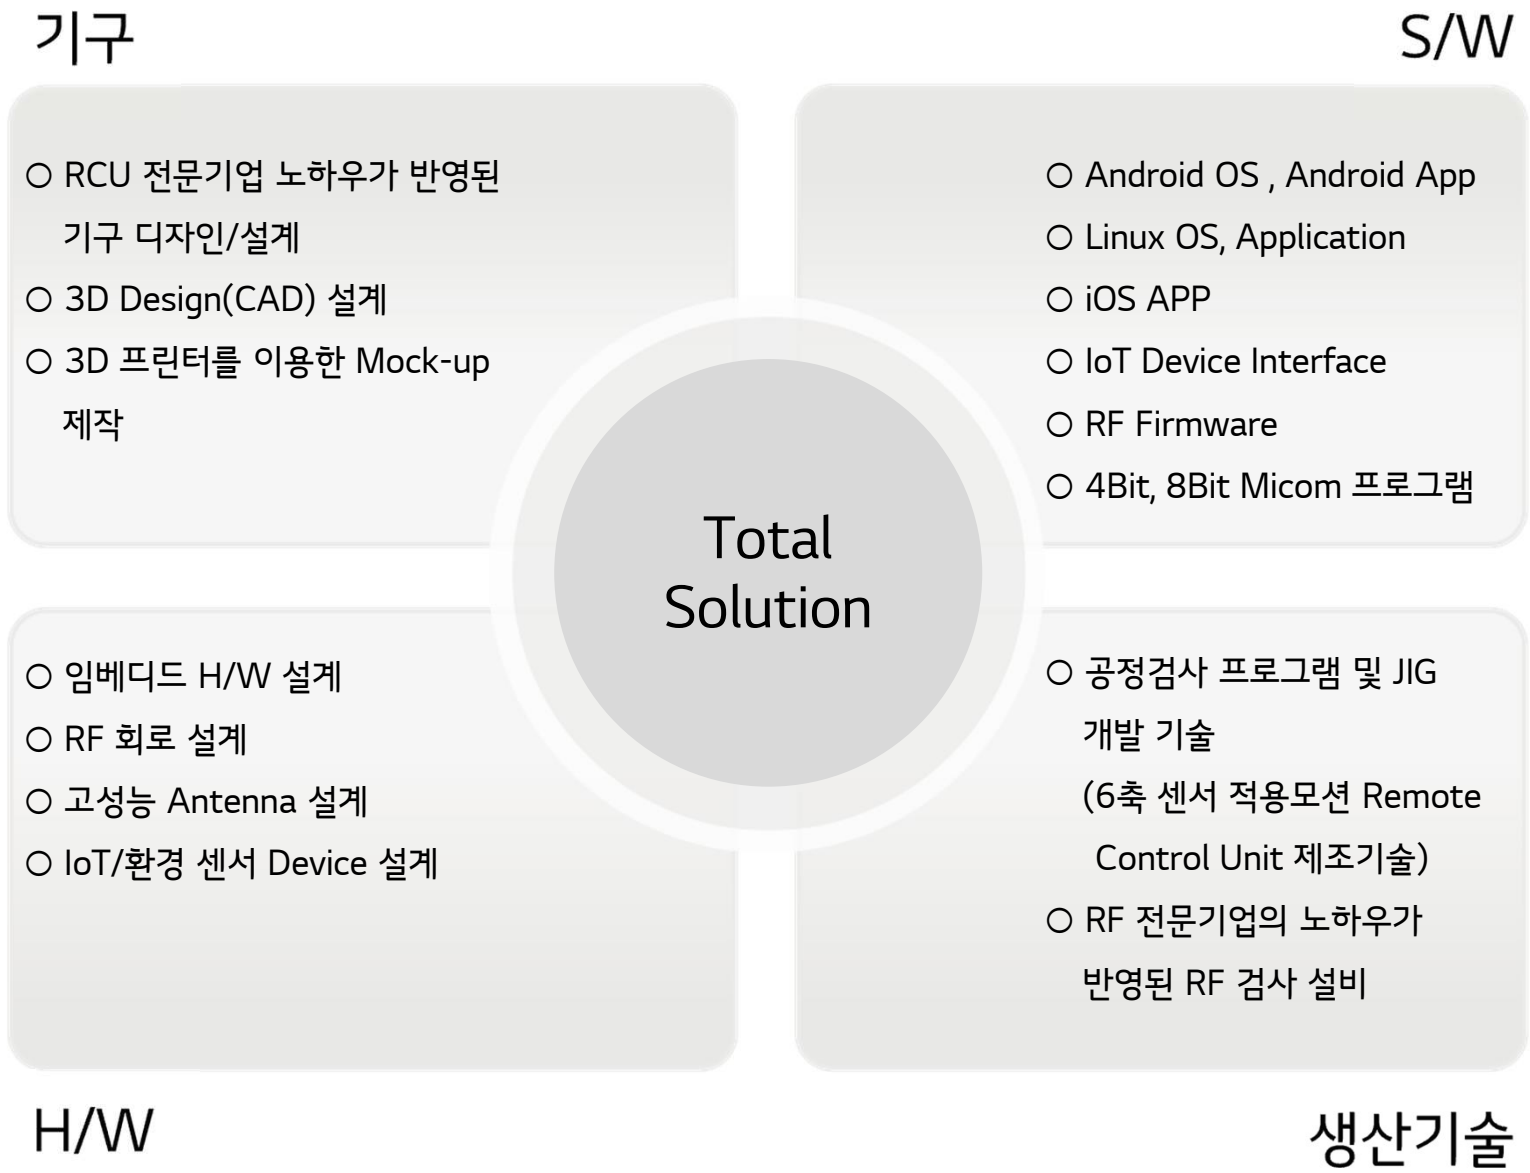 기구
○ RCU 전문기업 노하우가 반영된
기구 디자인/설계
○ 3D Design(CAD) 설계
○ 3D 프린터를 이용한 Mock-up
제작
S/W
○ Android OS , Android App
○ Linux OS, Application
○ iOS APP
○ IoT Device Interface
○ RF Firmware
○ 4Bit, 8Bit Micom 프로그램
Total
Solution
○ 임베디드 H/W 설계
○ RF 회로 설계
○ 고성능 Antenna 설계
○ IoT/환경 센서 Device 설계
H/W
○ 공정검사 프로그램 및 JIG
개발 기술
(6축 센서 적용모션 Remote
Control Unit 제조기술)
○ RF 전문기업의 노하우가
반영된 RF 검사 설비
생산기술